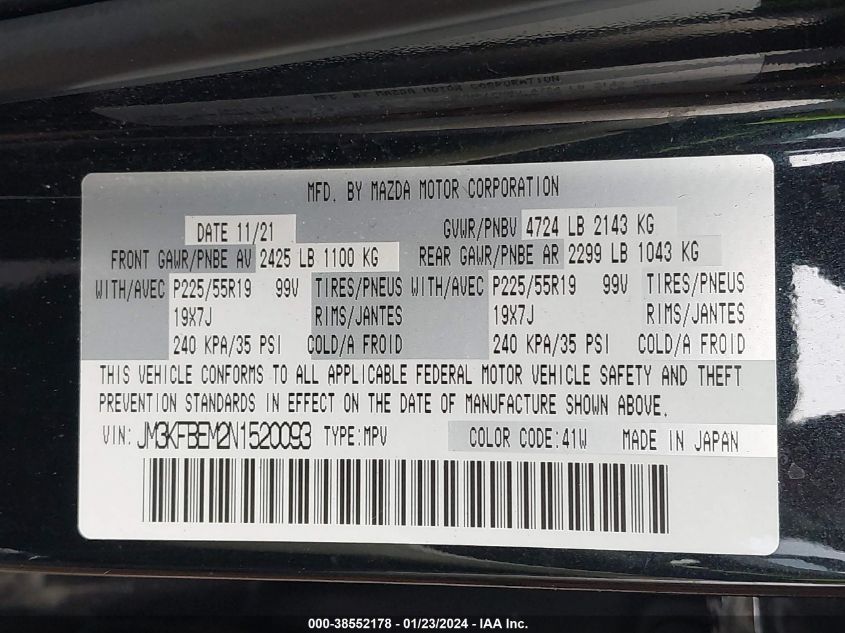 MFG. BY MAZDA MOTOR CORPORATION
MFD. BY MAZDA MOTOR CORPORATION
DATE 11/21 GVWR/PNBV 4724 LB 2143 KG
FRONT GAWR/PNBE AV 2425 LB 1100 KG REAR GAWR/PNBE AR 2299 LB 1043 KG
WITH/AVEC P225/55R19 99V TIRES/PNEUS WITH/AVEC P225/55R19 99V TIRES/PNEUS
19X7J RIMS/JANTES 19X7J RIMS/JANTES
240 KPA/35 PSI COLD/A FROID 240 KPA/35 PSI COLD/A FROID
THIS VEHICLE CONFORMS TO ALL APPLICABLE FEDERAL MOTOR VEHICLE SAFETY AND THEFT
PREVENTION STANDARDS IN EFFECT ON THE DATE OF MANUFACTURE SHOWN ABOVE.
VIN: JM3KFBEM2N1520093 TYPE:MPV COLOR CODE:41W MADE IN JAPAN
000-38552178 - 01/23/2024 - IAA Inc.